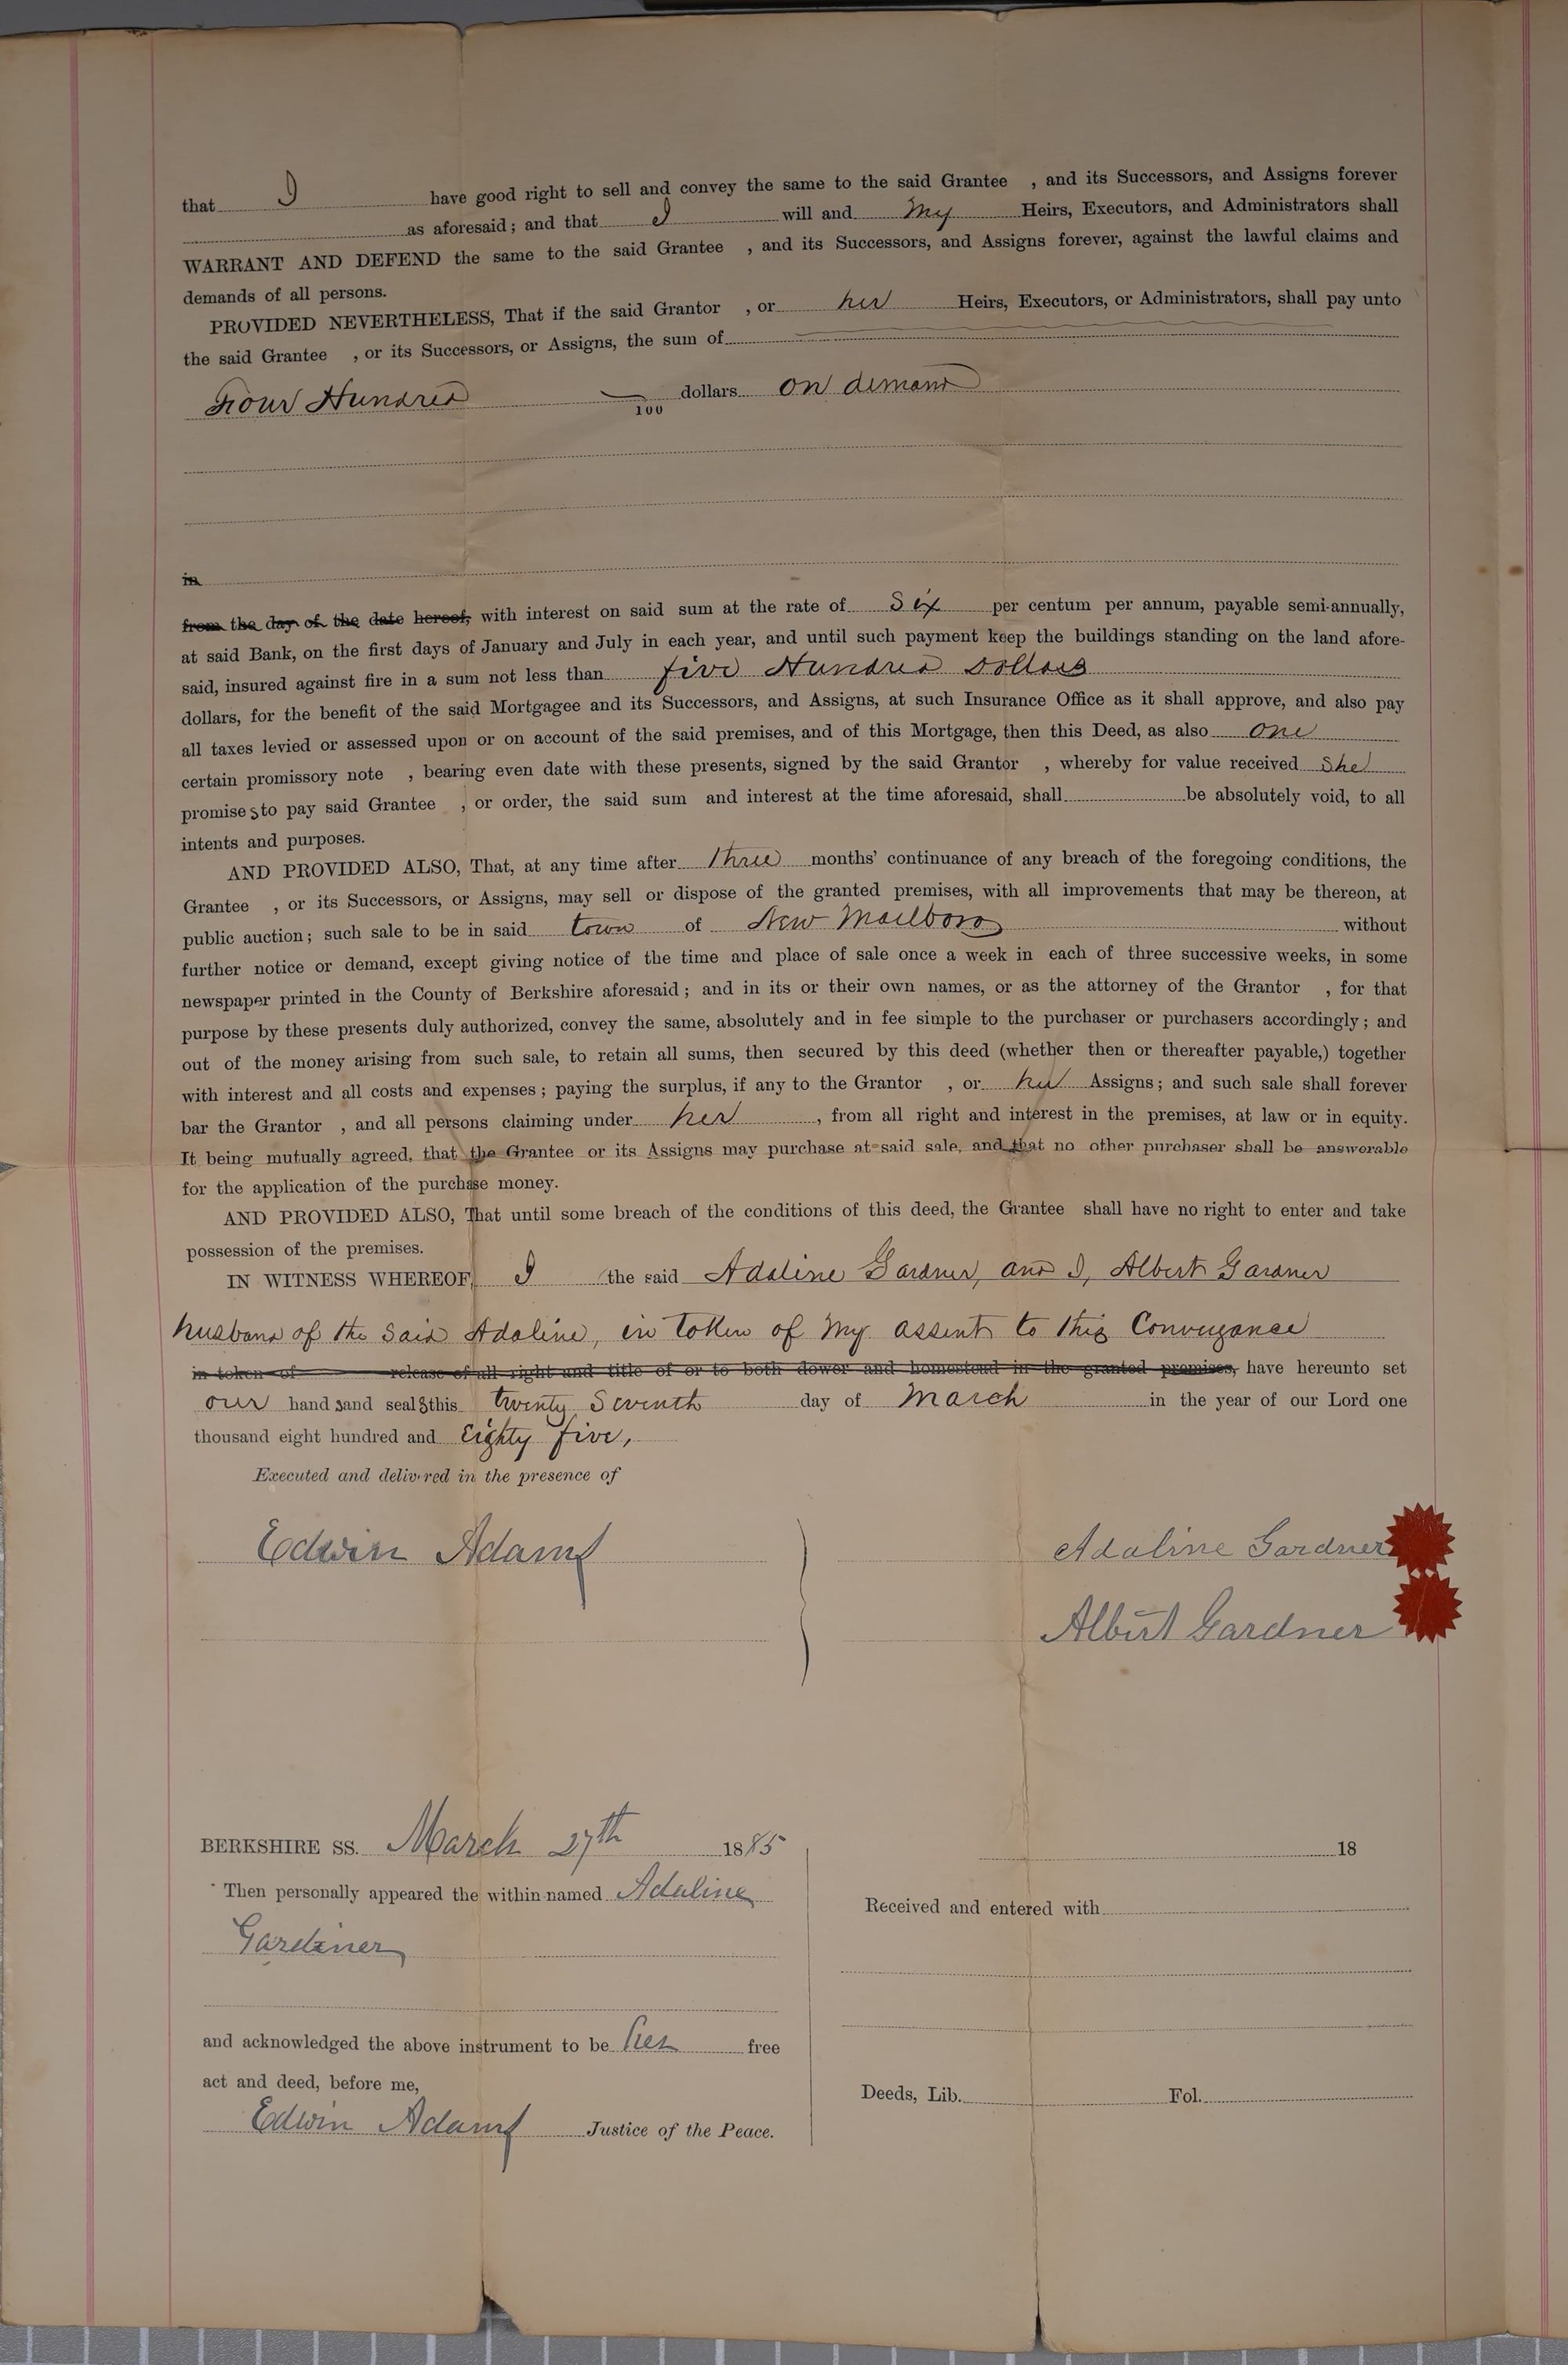 that I have good right to sell and convey the same to the said Grantee , and its Successors, and Assigns forever
as aforesaid; and that I will and My Heirs, Executors, and Administrators shall
WARRANT AND DEFEND the same to the said Grantee , and its Successors, and Assigns forever, against the lawful claims and
demands of all persons.
PROVIDED NEVERTHELESS, That if the said Grantor , or her Heirs, Executors, or Administrators, shall pay unto
the said Grantee , or its Successors, or Assigns, the sum of
Four Hundred 100 dollars on demand
in
from the day of the date hereof, with interest on said sum at the rate of Six per centum per annum, payable semi-annually,
at said Bank, on the first days of January and July in each year, and until such payment keep the buildings standing on the land afore-
said, insured against fire in a sum not less than five Hundred Dollars
dollars, for the benefit of the said Mortgagee and its Successors, and Assigns, at such Insurance Office as it shall approve, and also pay
all taxes levied or assessed upon or on account of the said premises, and of this Mortgage, then this Deed, as also one
certain promissory note , bearing even date with these presents, signed by the said Grantor , whereby for value received She
promises to pay said Grantee , or order, the said sum and interest at the time aforesaid, shall be absolutely void, to all
intents and purposes.
AND PROVIDED ALSO, That, at any time after three months' continuance of any breach of the foregoing conditions, the
Grantee , or its Successors, or Assigns, may sell or dispose of the granted premises, with all improvements that may be thereon, at
public auction; such sale to be in said town of New Marlboro without
further notice or demand, except giving notice of the time and place of sale once a week in each of three successive weeks, in some
newspaper printed in the County of Berkshire aforesaid; and in its or their own names, or as the attorney of the Grantor , for that
purpose by these presents duly authorized, convey the same, absolutely and in fee simple to the purchaser or purchasers accordingly; and
out of the money arising from such sale, to retain all sums, then secured by this deed (whether then or thereafter payable,) together
with interest and all costs and expenses; paying the surplus, if any to the Grantor , or her Assigns; and such sale shall forever
bar the Grantor , and all persons claiming under her , from all right and interest in the premises, at law or in equity.
It being mutually agreed, that the Grantee or its Assigns may purchase at said sale, and that no other purchaser shall be answerable
for the application of the purchase money.
AND PROVIDED ALSO, That until some breach of the conditions of this deed, the Grantee shall have no right to enter and take
possession of the premises.
IN WITNESS WHEREOF, I the said Adaline Gardner, and I, Albert Gardner
husband of the Said Adaline, in token of my assent to this Conveyance
in token of release of all right and title of or to both dower and homestead in the granted premises, have hereunto set
our hands and seals this twenty Seventh day of March in the year of our Lord one
thousand eight hundred and Eighty five,
Executed and delivered in the presence of
Edwin Adams Adaline Gardner
Albert Gardner
BERKSHIRE SS. March 27th 1885
Then personally appeared the within-named Adaline
Gardner
and acknowledged the above instrument to be her free
act and deed, before me,
Edwin Adams Justice of the Peace.
18
Received and entered with
Deeds, Lib. Fol.